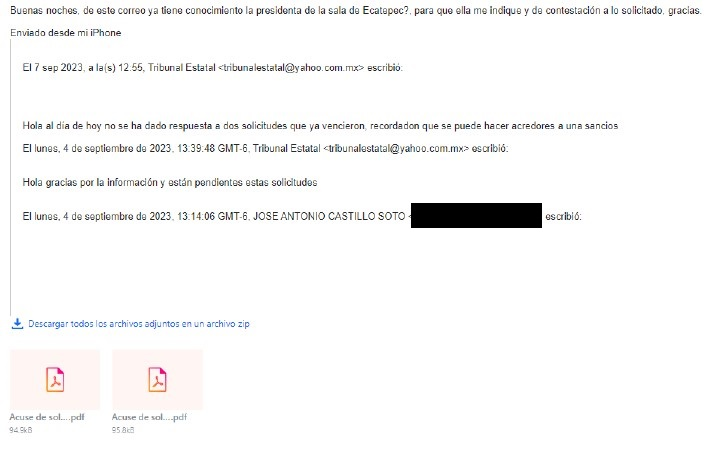 Buenas noches, de este correo ya tiene conocimiento la presidenta de la sala de Ecatepec?, para que ella me indique y de contestación a lo solicitado, gracias.
Enviado desde mi iPhone
El 7 sep 2023, a la(s) 12:55, Tribunal Estatal <tribunalestatal@yahoo.com.mx> escribió:
Hola al día de hoy no se ha dado respuesta a dos solicitudes que ya vencieron, recordadon que se puede hacer acredores a una sancios
El lunes, 4 de septiembre de 2023, 13:39:48 GMT-6, Tribunal Estatal <tribunalestatal@yahoo.com.mx> escribió:
Hola gracias por la información y están pendientes estas solicitudes
El lunes, 4 de septiembre de 2023, 13:14:06 GMT-6, JOSE ANTONIO CASTILLO SOTO < escribió:
Descargar todos los archivos adjuntos en un archivo zip
Acuse de sol....pdf Acuse de sol....pdf
94.9kB 95.8kB